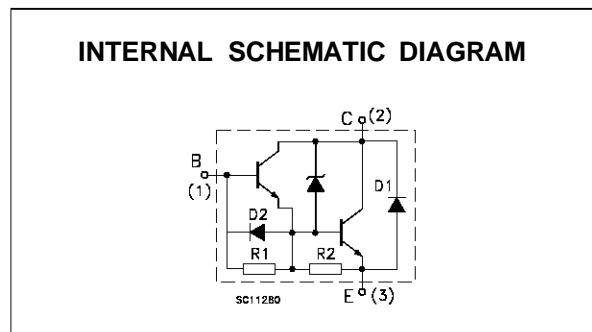 INTERNAL SCHEMATIC DIAGRAM
C (2)
B
(1)
D1
D2
R1 R2
SC11280
E (3)